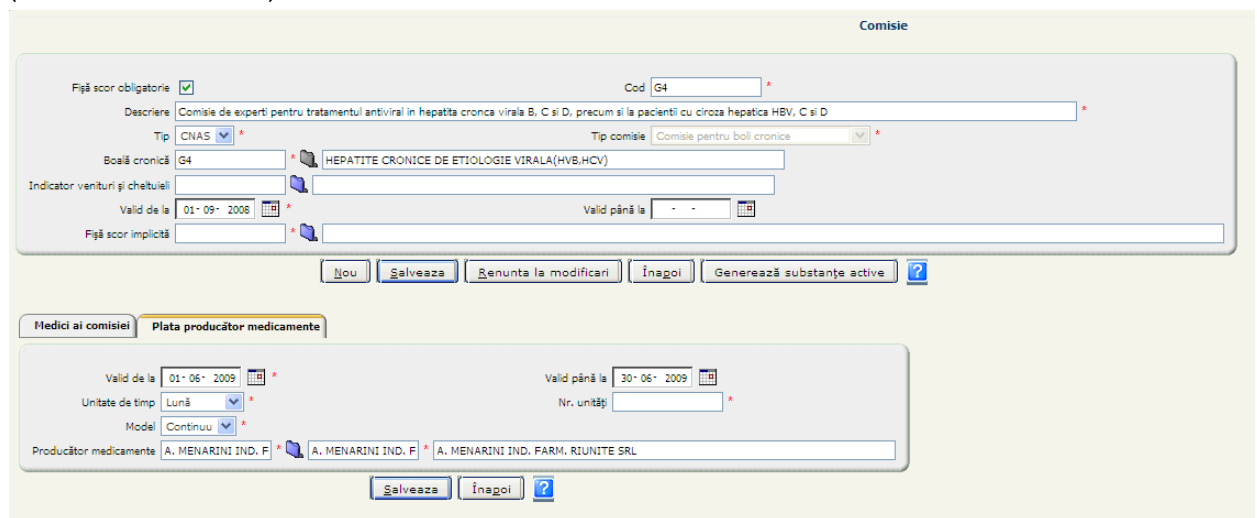 Comisie
Fişă scor obligatorie Cod G4 *
Descriere Comisie de experti pentru tratamentul antiviral in hepatita cronca virala B, C si D, precum si la pacientii cu ciroza hepatica HBV, C si D *
Tip CNAS * Tip comisie Comisie pentru boli cronice *
Boală cronică G4 * HEPATITE CRONICE DE ETIOLOGIE VIRALA(HVB,HCV)
Indicator venituri şi cheltuieli
Valid de la 01- 09- 2008 * Valid până la - -
Fişă scor implicită *
Nou Salveaza Renunta la modificari Înapoi Generează substanţe active ?
Medici ai comisiei Plata producător medicamente
Valid de la 01- 06- 2009 * Valid până la 30- 06- 2009
Unitate de timp Lună * Nr. unităţi *
Model Continuu *
Producător medicamente A. MENARINI IND. F * A. MENARINI IND. F * A. MENARINI IND. FARM. RIUNITE SRL
Salveaza Înapoi ?